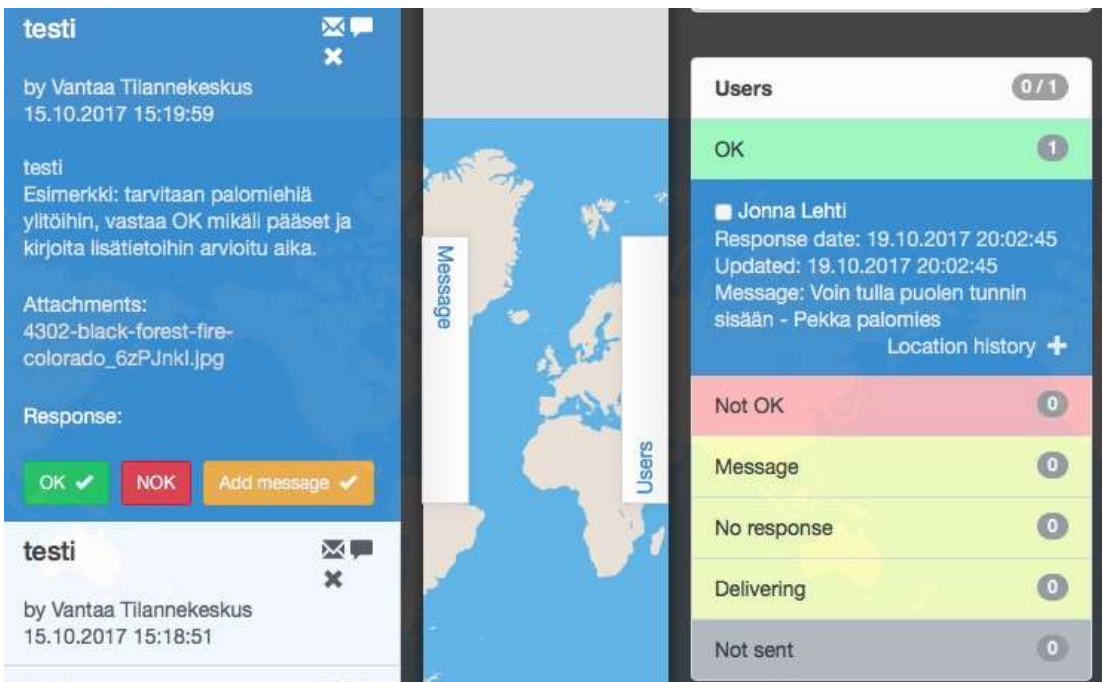 testi
by Vantaa Tilannekeskus
15.10.2017 15:19:59
testi
Esimerkki: tarvitaan palomiehiä
ylitöihin, vastaa OK mikäli pääset ja
kirjoita lisätietoihin arvioitu aika.
Attachments:
4302-black-forest-fire-
colorado_6zPJnkI.jpg
Response:
OK
NOK
Add message
testi
by Vantaa Tilannekeskus
15.10.2017 15:18:51
Message
Users
Users 0 / 1
OK 1
Jonna Lehti
Response date: 19.10.2017 20:02:45
Updated: 19.10.2017 20:02:45
Message: Voin tulla puolen tunnin
sisään - Pekka palomies
Location history
Not OK 0
Message 0
No response 0
Delivering 0
Not sent 0